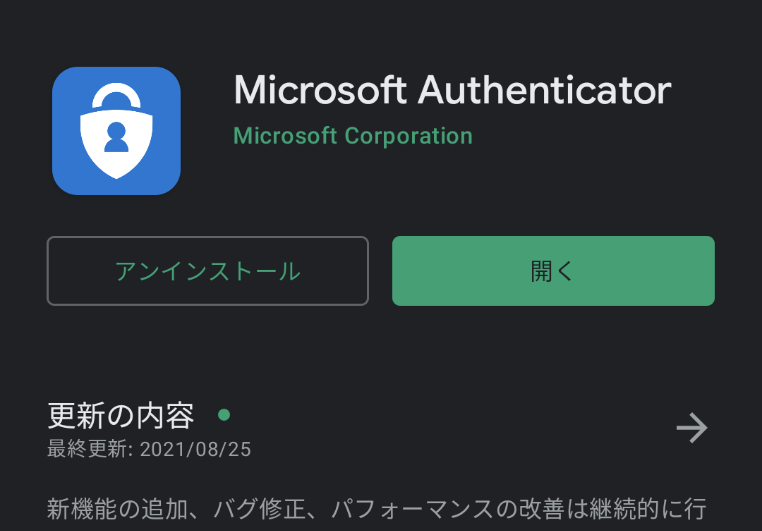 Microsoft Authenticator
Microsoft Corporation
アンインストール
開く
更新の内容
最終更新: 2021/08/25
新機能の追加、バグ修正、パフォーマンスの改善は継続的に行